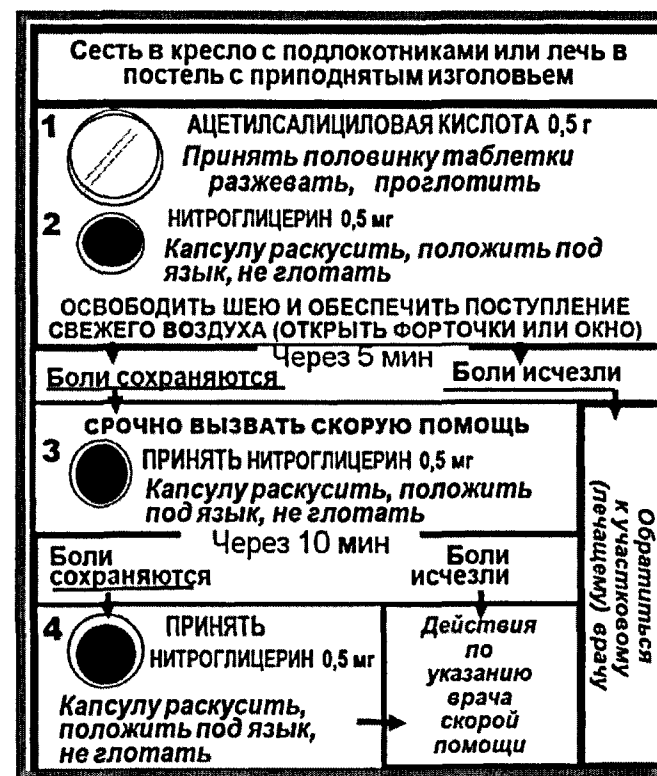 Сесть в кресло с подлокотниками или лечь в
постель с приподнятым изголовьем
1
АЦЕТИЛСАЛИЦИЛОВАЯ КИСЛОТА 0,5 г
Принять половинку таблетки
разжевать, проглотить
2
НИТРОГЛИЦЕРИН 0,5 мг
Капсулу раскусить, положить под
язык, не глотать
ОСВОБОДИТЬ ШЕЮ И ОБЕСПЕЧИТЬ ПОСТУПЛЕНИЕ
СВЕЖЕГО ВОЗДУХА (ОТКРЫТЬ ФОРТОЧКИ ИЛИ ОКНО)
Через 5 мин
Боли сохраняются
Боли исчезли
СРОЧНО ВЫЗВАТЬ СКОРУЮ ПОМОЩЬ
3
ПРИНЯТЬ НИТРОГЛИЦЕРИН 0,5 мг
Капсулу раскусить, положить
под язык, не глотать
Обратиться
к участковому
(лечащему) врачу
Через 10 мин
Боли
сохраняются
Боли
исчезли
4
ПРИНЯТЬ
НИТРОГЛИЦЕРИН 0,5 мг
Капсулу раскусить,
положить под язык,
не глотать
Действия
по
указанию
врача
скорой
помощи